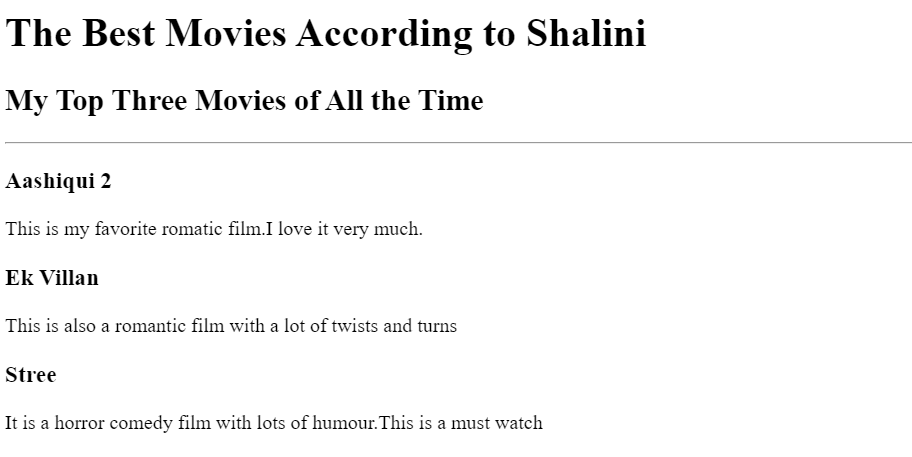 The Best Movies According to Shalini
My Top Three Movies of All the Time
Aashiqui 2
This is my favorite romatic film.I love it very much.
Ek Villan
This is also a romantic film with a lot of twists and turns
Stree
It is a horror comedy film with lots of humour.This is a must watch